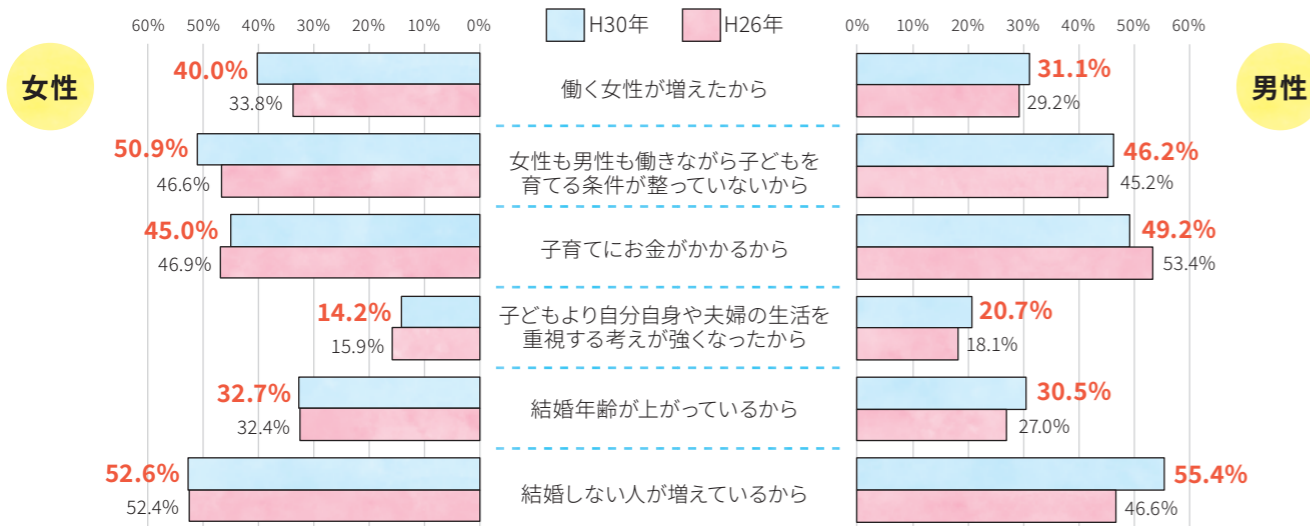 60% 50% 40% 30% 20% 10% 0%
H30年 H26年
0% 10% 20% 30% 40% 50% 60%
女性
男性
40.0%
33.8%
働く女性が増えたから
31.1%
29.2%
50.9%
46.6%
女性も男性も働きながら子どもを
育てる条件が整っていないから
46.2%
45.2%
45.0%
46.9%
子育てにお金がかかるから
49.2%
53.4%
14.2%
15.9%
子どもより自分自身や夫婦の生活を
重視する考えが強くなったから
20.7%
18.1%
32.7%
32.4%
結婚年齢が上がっているから
30.5%
27.0%
52.6%
52.4%
結婚しない人が増えているから
55.4%
46.6%